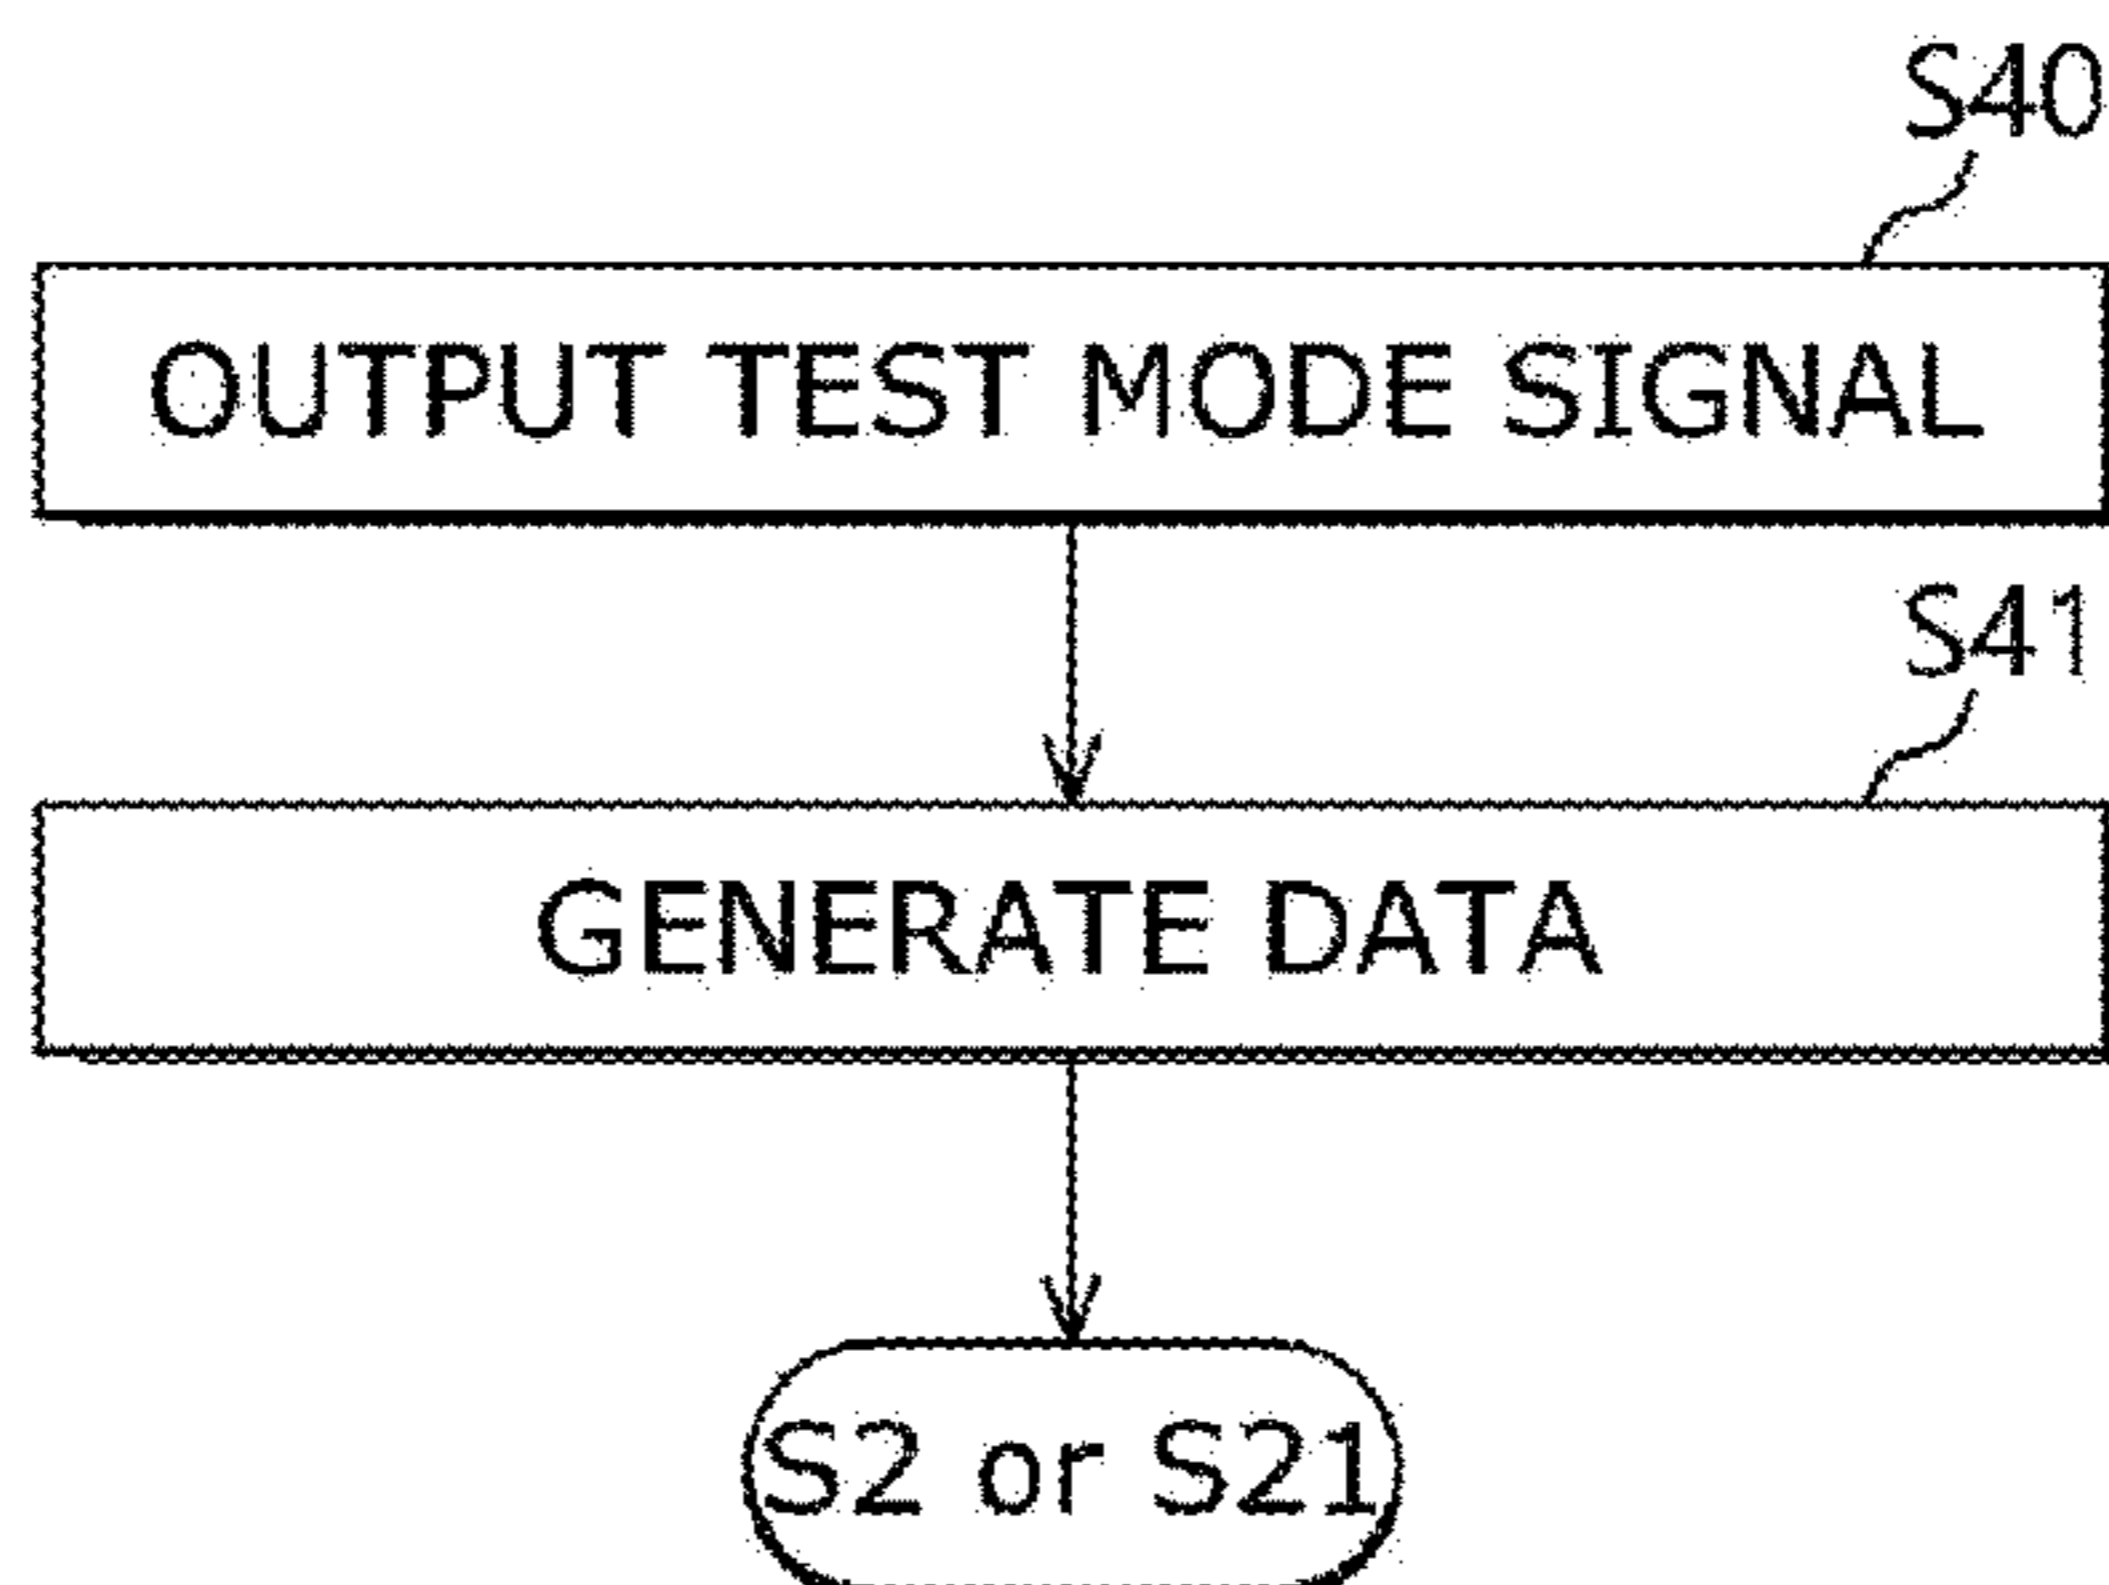 S40
OUTPUT TEST MODE SIGNAL
S41
GENERATE DATA
S2 or S21